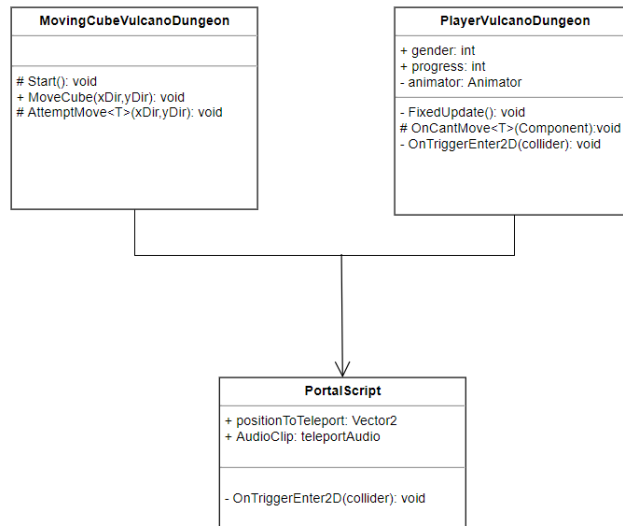 MovingCubeVulcanoDungeon
# Start(): void
+ MoveCube(xDir,yDir): void
# AttemptMove<T>(xDir,yDir): void
PlayerVulcanoDungeon
+ gender: int
+ progress: int
- animator: Animator
- FixedUpdate(): void
# OnCantMove<T>(Component):void
- OnTriggerEnter2D(collider): void
PortalScript
+ positionToTeleport: Vector2
+ AudioClip: teleportAudio
- OnTriggerEnter2D(collider): void